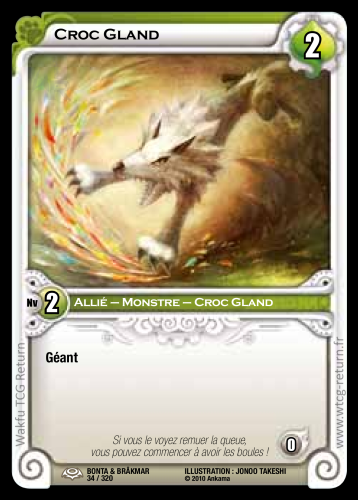 Croc Gland
2
Nv 2 Allié – Monstre – Croc Gland
Géant
Wakfu TCG Return
www.wtcg-return.fr
Si vous le voyez remuer la queue,
vous pouvez commencer à avoir les boules !
0
BONTA & BRÂKMAR
34 / 320
ILLUSTRATION : JONOO TAKESHI
© 2010 Ankama